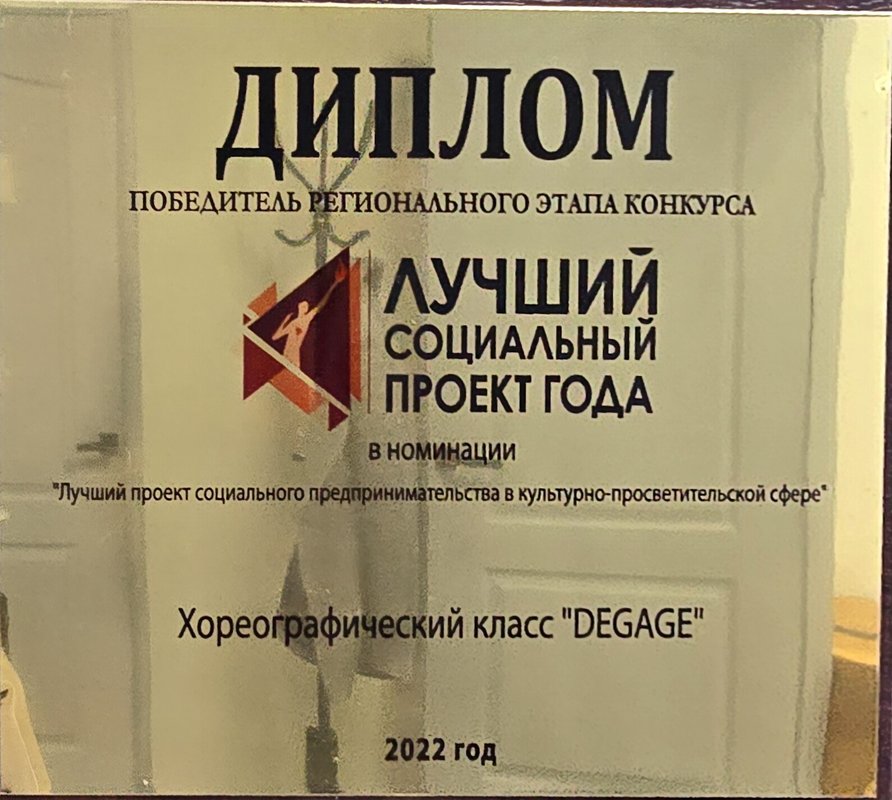 ДИПЛОМ
ПОБЕДИТЕЛЬ РЕГИОНАЛЬНОГО ЭТАПА КОНКУРСА
ЛУЧШИЙ
СОЦИАЛЬНЫЙ
ПРОЕКТ ГОДА
в номинации
"Лучший проект социального предпринимательства в культурно-просветительской сфере"
Хореографический класс "DEGAGE"
2022 год